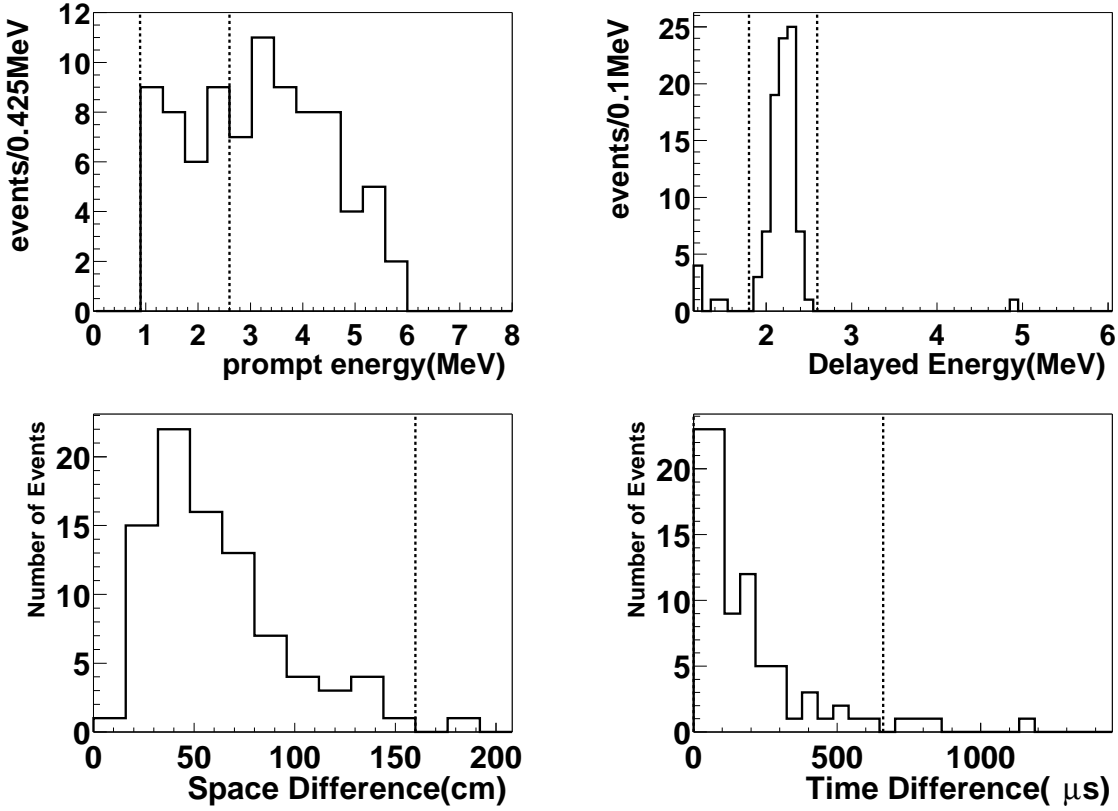 12
10
8
6
4
2
0
events/0.425MeV
0 1 2 3 4 5 6 7 8
prompt energy(MeV)
25
20
15
10
5
0
events/0.1MeV
2 3 4 5 6
Delayed Energy(MeV)
20
15
10
5
0
Number of Events
0 50 100 150 200
Space Difference(cm)
20
15
10
5
0
Number of Events
0 500 1000
Time Difference( μs)